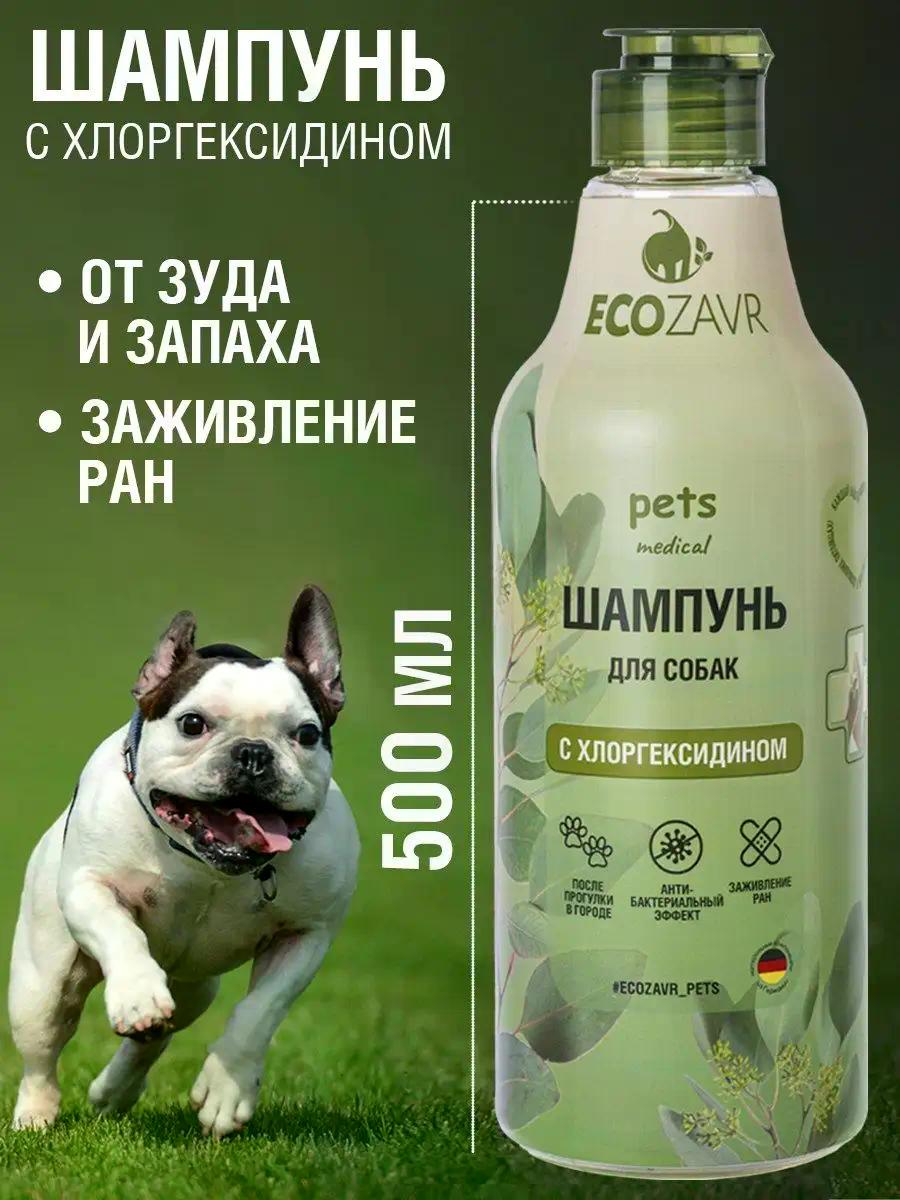 ШАМПУНЬ
С ХЛОРГЕКСИДИНОМ
• ОТ ЗУДА
И ЗАПАХА
• ЗАЖИВЛЕНИЕ
РАН
500 МЛ
ECOZAVR
pets
medical
ШАМПУНЬ
ДЛЯ СОБАК
С ХЛОРГЕКСИДИНОМ
ПОСЛЕ
ПРОГУЛКИ
В ГОРОДЕ
АНТИ-
БАКТЕРИАЛЬНЫЙ
ЭФФЕКТ
ЗАЖИВЛЕНИЕ
РАН
#ECOZAVR_PETS